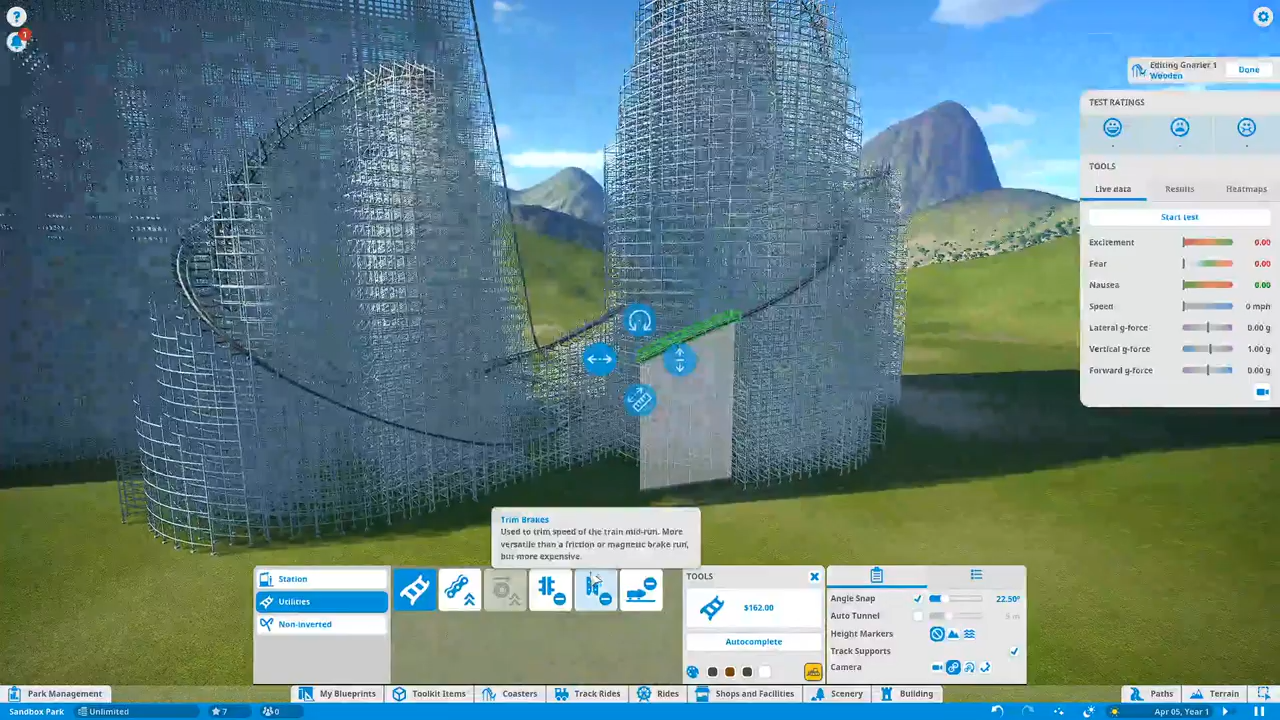 ?
1
Editing Gnarler 1
Wooden
Done
TEST RATINGS
-
-
-
TOOLS
Live data
Results
Heatmaps
Start test
Excitement
0.00
Fear
0.00
Nausea
0.00
Speed
0 mph
Lateral g-force
0.00 g
Vertical g-force
1.00 g
Forward g-force
0.00 g
Trim Brakes
Used to trim speed of the train mid-run. More
versatile than a friction or magnetic brake run,
but more expensive.
Station
Utilities
Non-inverted
TOOLS
$162.00
Autocomplete
Angle Snap
22.50°
Auto Tunnel
Height Markers
Track Supports
Camera
Park Management
My Blueprints
Toolkit Items
Coasters
Track Rides
Rides
Shops and Facilities
Scenery
Building
Paths
Terrain
Sandbox Park
Unlimited
7
0
Apr 05, Year 1